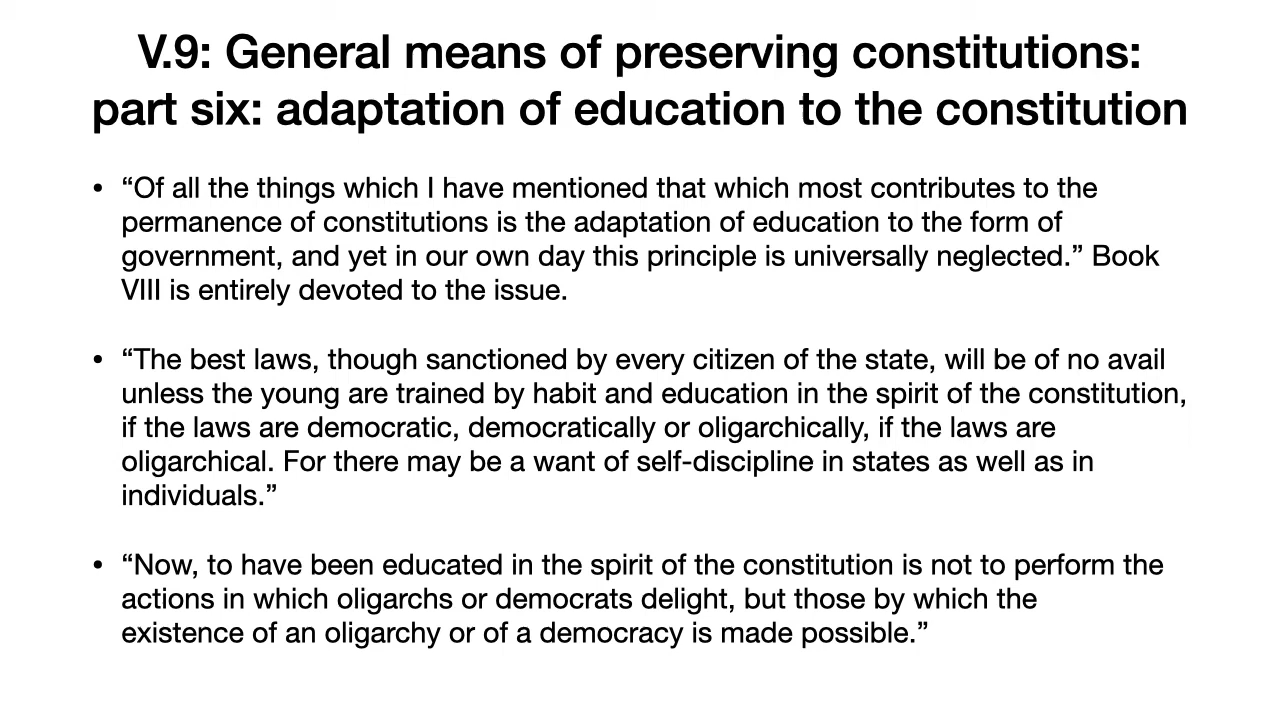 V.9: General means of preserving constitutions:
part six: adaptation of education to the constitution
• “Of all the things which I have mentioned that which most contributes to the
permanence of constitutions is the adaptation of education to the form of
government, and yet in our own day this principle is universally neglected.” Book
VIII is entirely devoted to the issue.
• “The best laws, though sanctioned by every citizen of the state, will be of no avail
unless the young are trained by habit and education in the spirit of the constitution,
if the laws are democratic, democratically or oligarchically, if the laws are
oligarchical. For there may be a want of self-discipline in states as well as in
individuals.”
• “Now, to have been educated in the spirit of the constitution is not to perform the
actions in which oligarchs or democrats delight, but those by which the
existence of an oligarchy or of a democracy is made possible.”